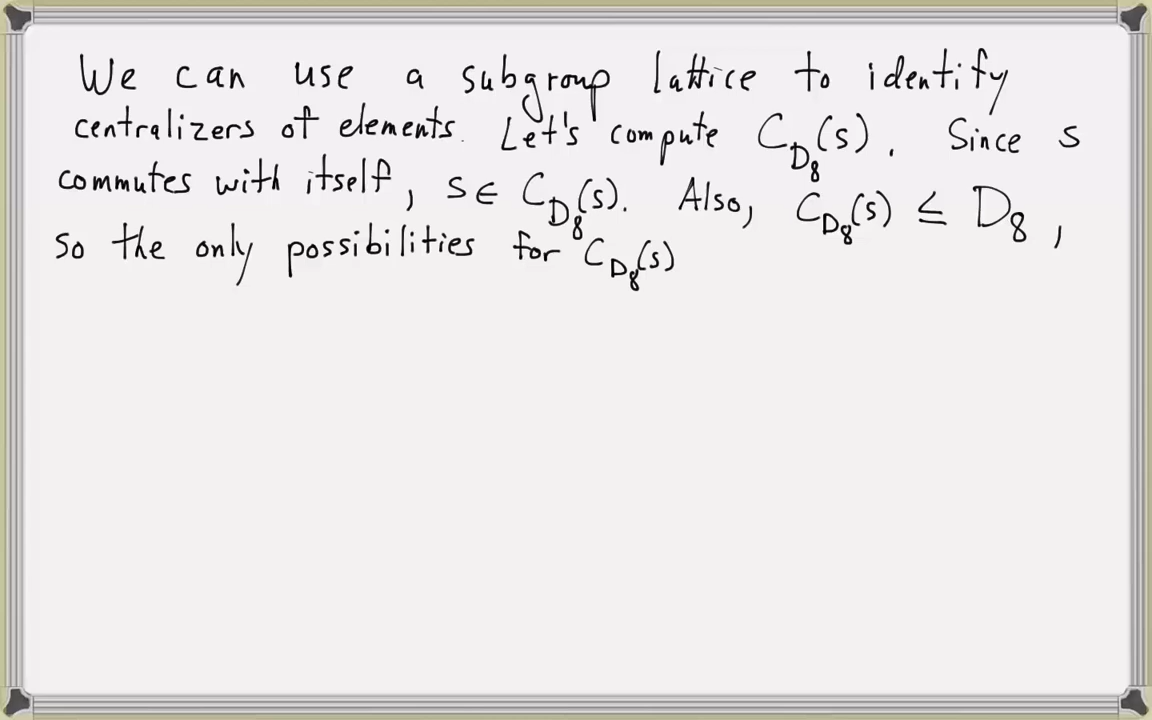 We can use a subgroup lattice to identify
centralizers of elements. Let's compute C_{D_8}(s). Since s
commutes with itself, s ∈ C_{D_8}(s). Also, C_{D_8}(s) ≤ D_8,
so the only possibilities for C_{D_8}(s)